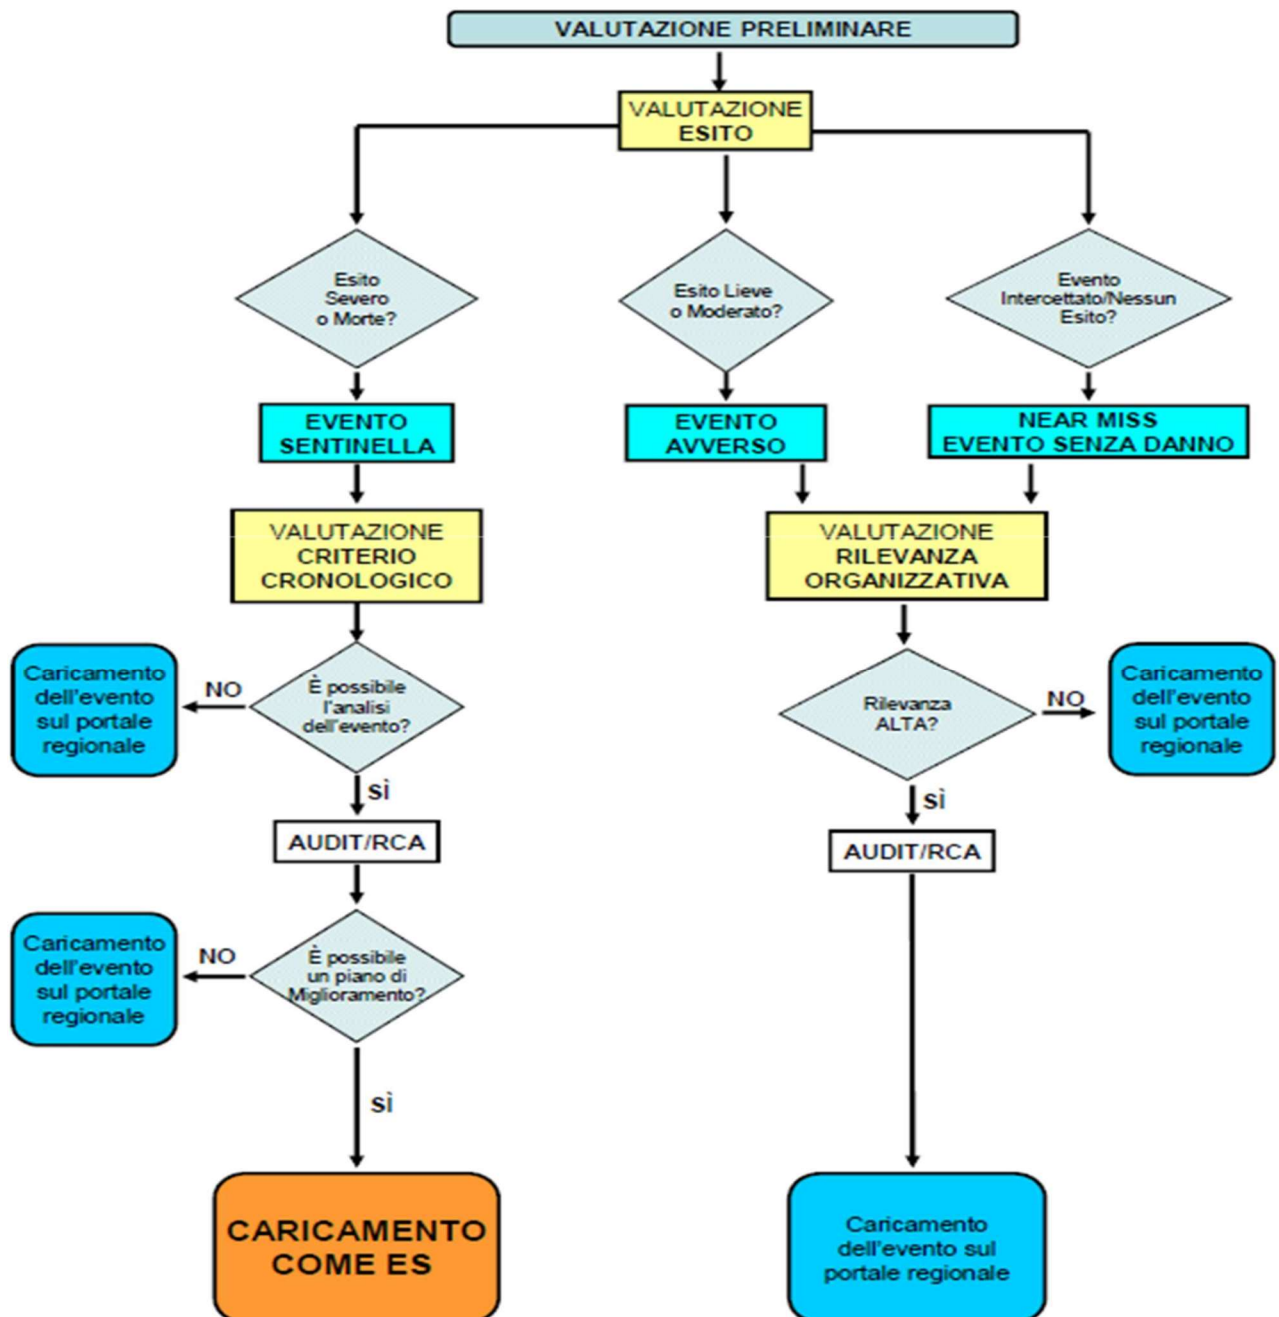 VALUTAZIONE PRELIMINARE
VALUTAZIONE
ESITO
Esito
Severo
o Morte?
Esito Lieve
o Moderato?
Evento
Intercettato/Nessun
Esito?
EVENTO
SENTINELLA
EVENTO
AVVERSO
NEAR MISS
EVENTO SENZA DANNO
VALUTAZIONE
CRITERIO
CRONOLOGICO
VALUTAZIONE
RILEVANZA
ORGANIZZATIVA
Caricamento
dell'evento
sul portale
regionale
NO
È possibile
l'analisi
dell'evento?
Rilevanza
ALTA?
NO
Caricamento
dell'evento
sul portale
regionale
SÌ
SÌ
AUDIT/RCA
AUDIT/RCA
Caricamento
dell'evento
sul portale
regionale
NO
È possibile
un piano di
Miglioramento?
SÌ
CARICAMENTO
COME ES
Caricamento
dell'evento sul
portale regionale